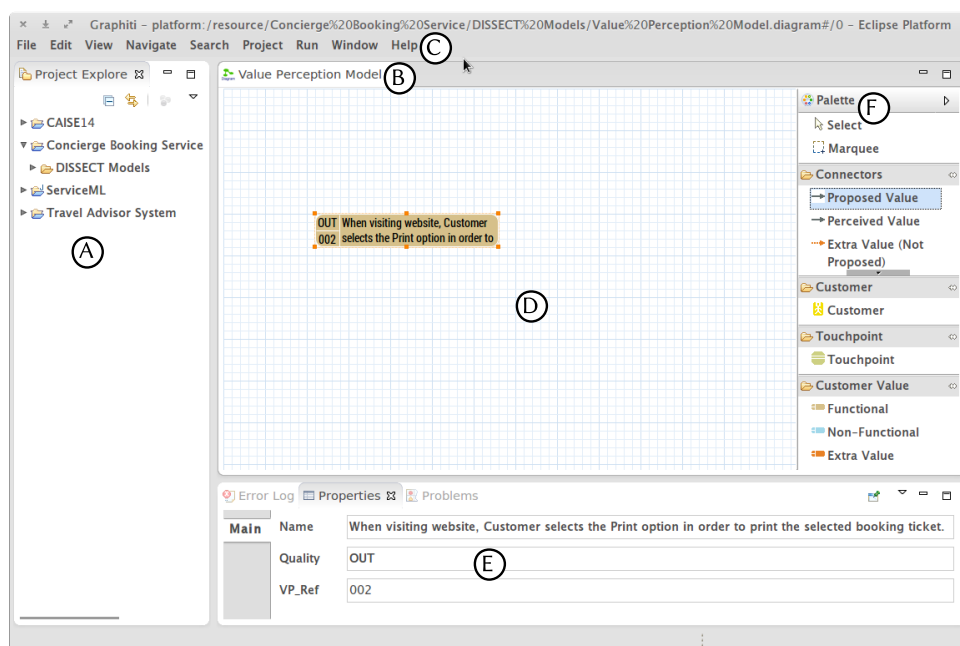 Graphiti - platform:/resource/Concierge%20Booking%20Service/DISSECT%20Models/Value%20Perception%20Model.diagram#/0 - Eclipse Platform
File Edit View Navigate Search Project Run Window Help
C
Project Explore
Value Perception Model
B
CAISE14
Concierge Booking Service
DISSECT Models
ServiceML
Travel Advisor System
A
OUT When visiting website, Customer
002 selects the Print option in order to
D
Palette
F
Select
Marquee
Connectors
Proposed Value
Perceived Value
Extra Value (Not
Proposed)
Customer
Customer
Touchpoint
Touchpoint
Customer Value
Functional
Non-Functional
Extra Value
Error Log Properties Problems
Main
Name When visiting website, Customer selects the Print option in order to print the selected booking ticket.
Quality OUT
E
VP_Ref 002